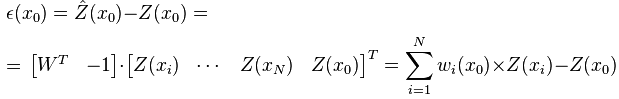 ϵ(x₀) = Ẑ(x₀) − Z(x₀) =
= [Wᵀ −1] · [Z(xᵢ) ⋯ Z(x_N) Z(x₀)]ᵀ = ∑_{i=1}^{N} wᵢ(x₀) × Z(xᵢ) − Z(x₀)